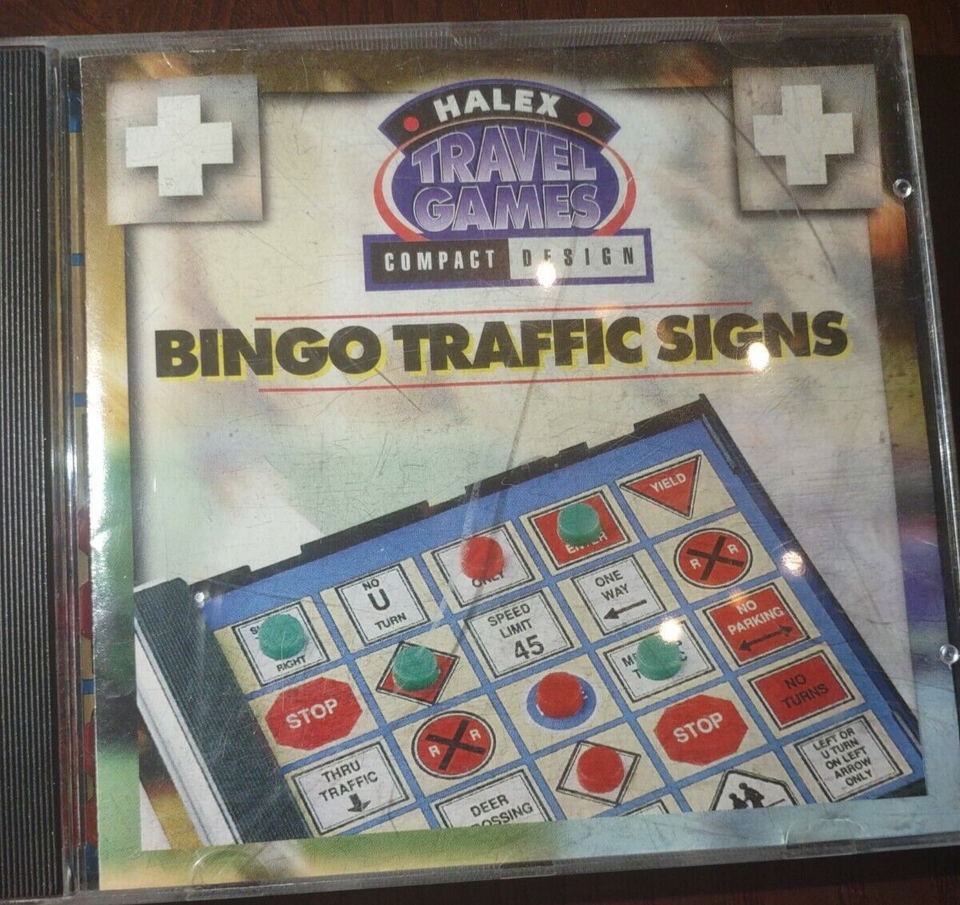 HALEX
TRAVEL
GAMES
COMPACT DESIGN
BINGO TRAFFIC SIGNS
YIELD
ENTER
ONLY
NO
U
TURN
RIGHT
R R
ONE
WAY
SPEED
LIMIT
45
NO
PARKING
STOP
NO
TURNS
STOP
R R
THRU
TRAFFIC
LEFT OR
U TURN
ON LEFT
ARROW
ONLY
DEER